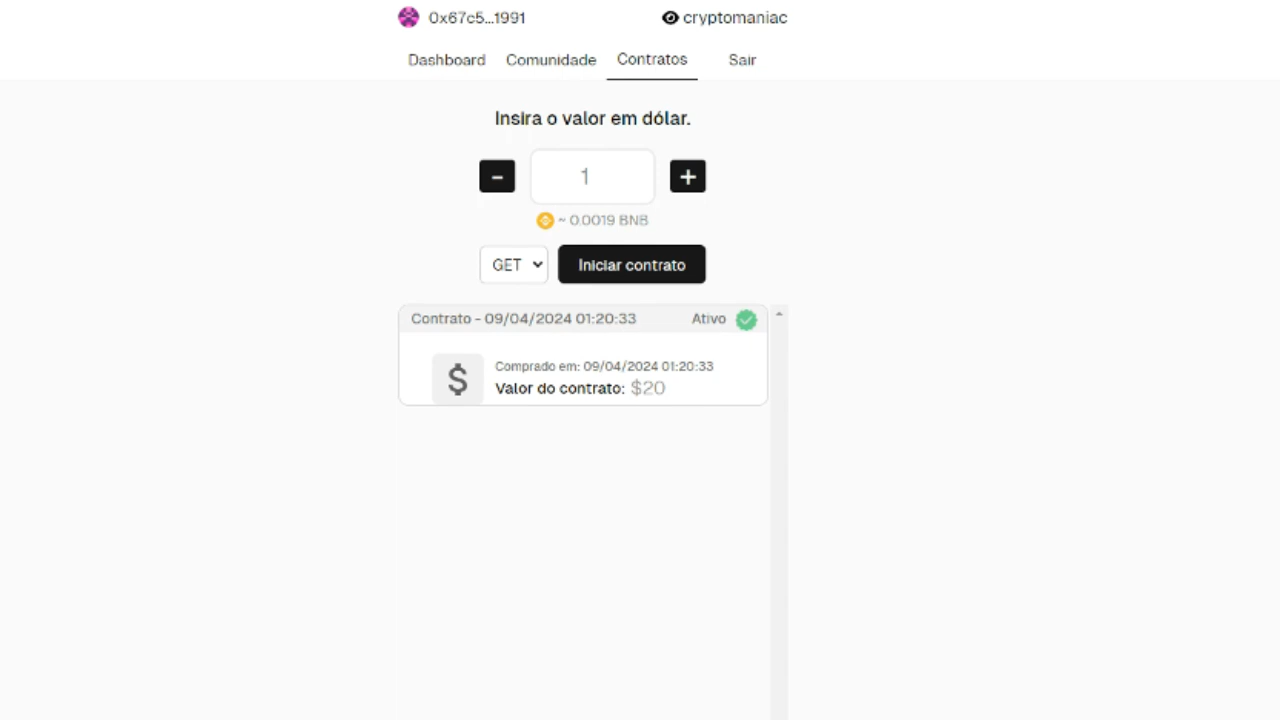 0x67c5...1991 cryptomaniac
Dashboard Comunidade Contratos Sair
Insira o valor em dólar.
- 1 +
~ 0.0019 BNB
GET Iniciar contrato
Contrato - 09/04/2024 01:20:33 Ativo
$ Comprado em: 09/04/2024 01:20:33
Valor do contrato: $20